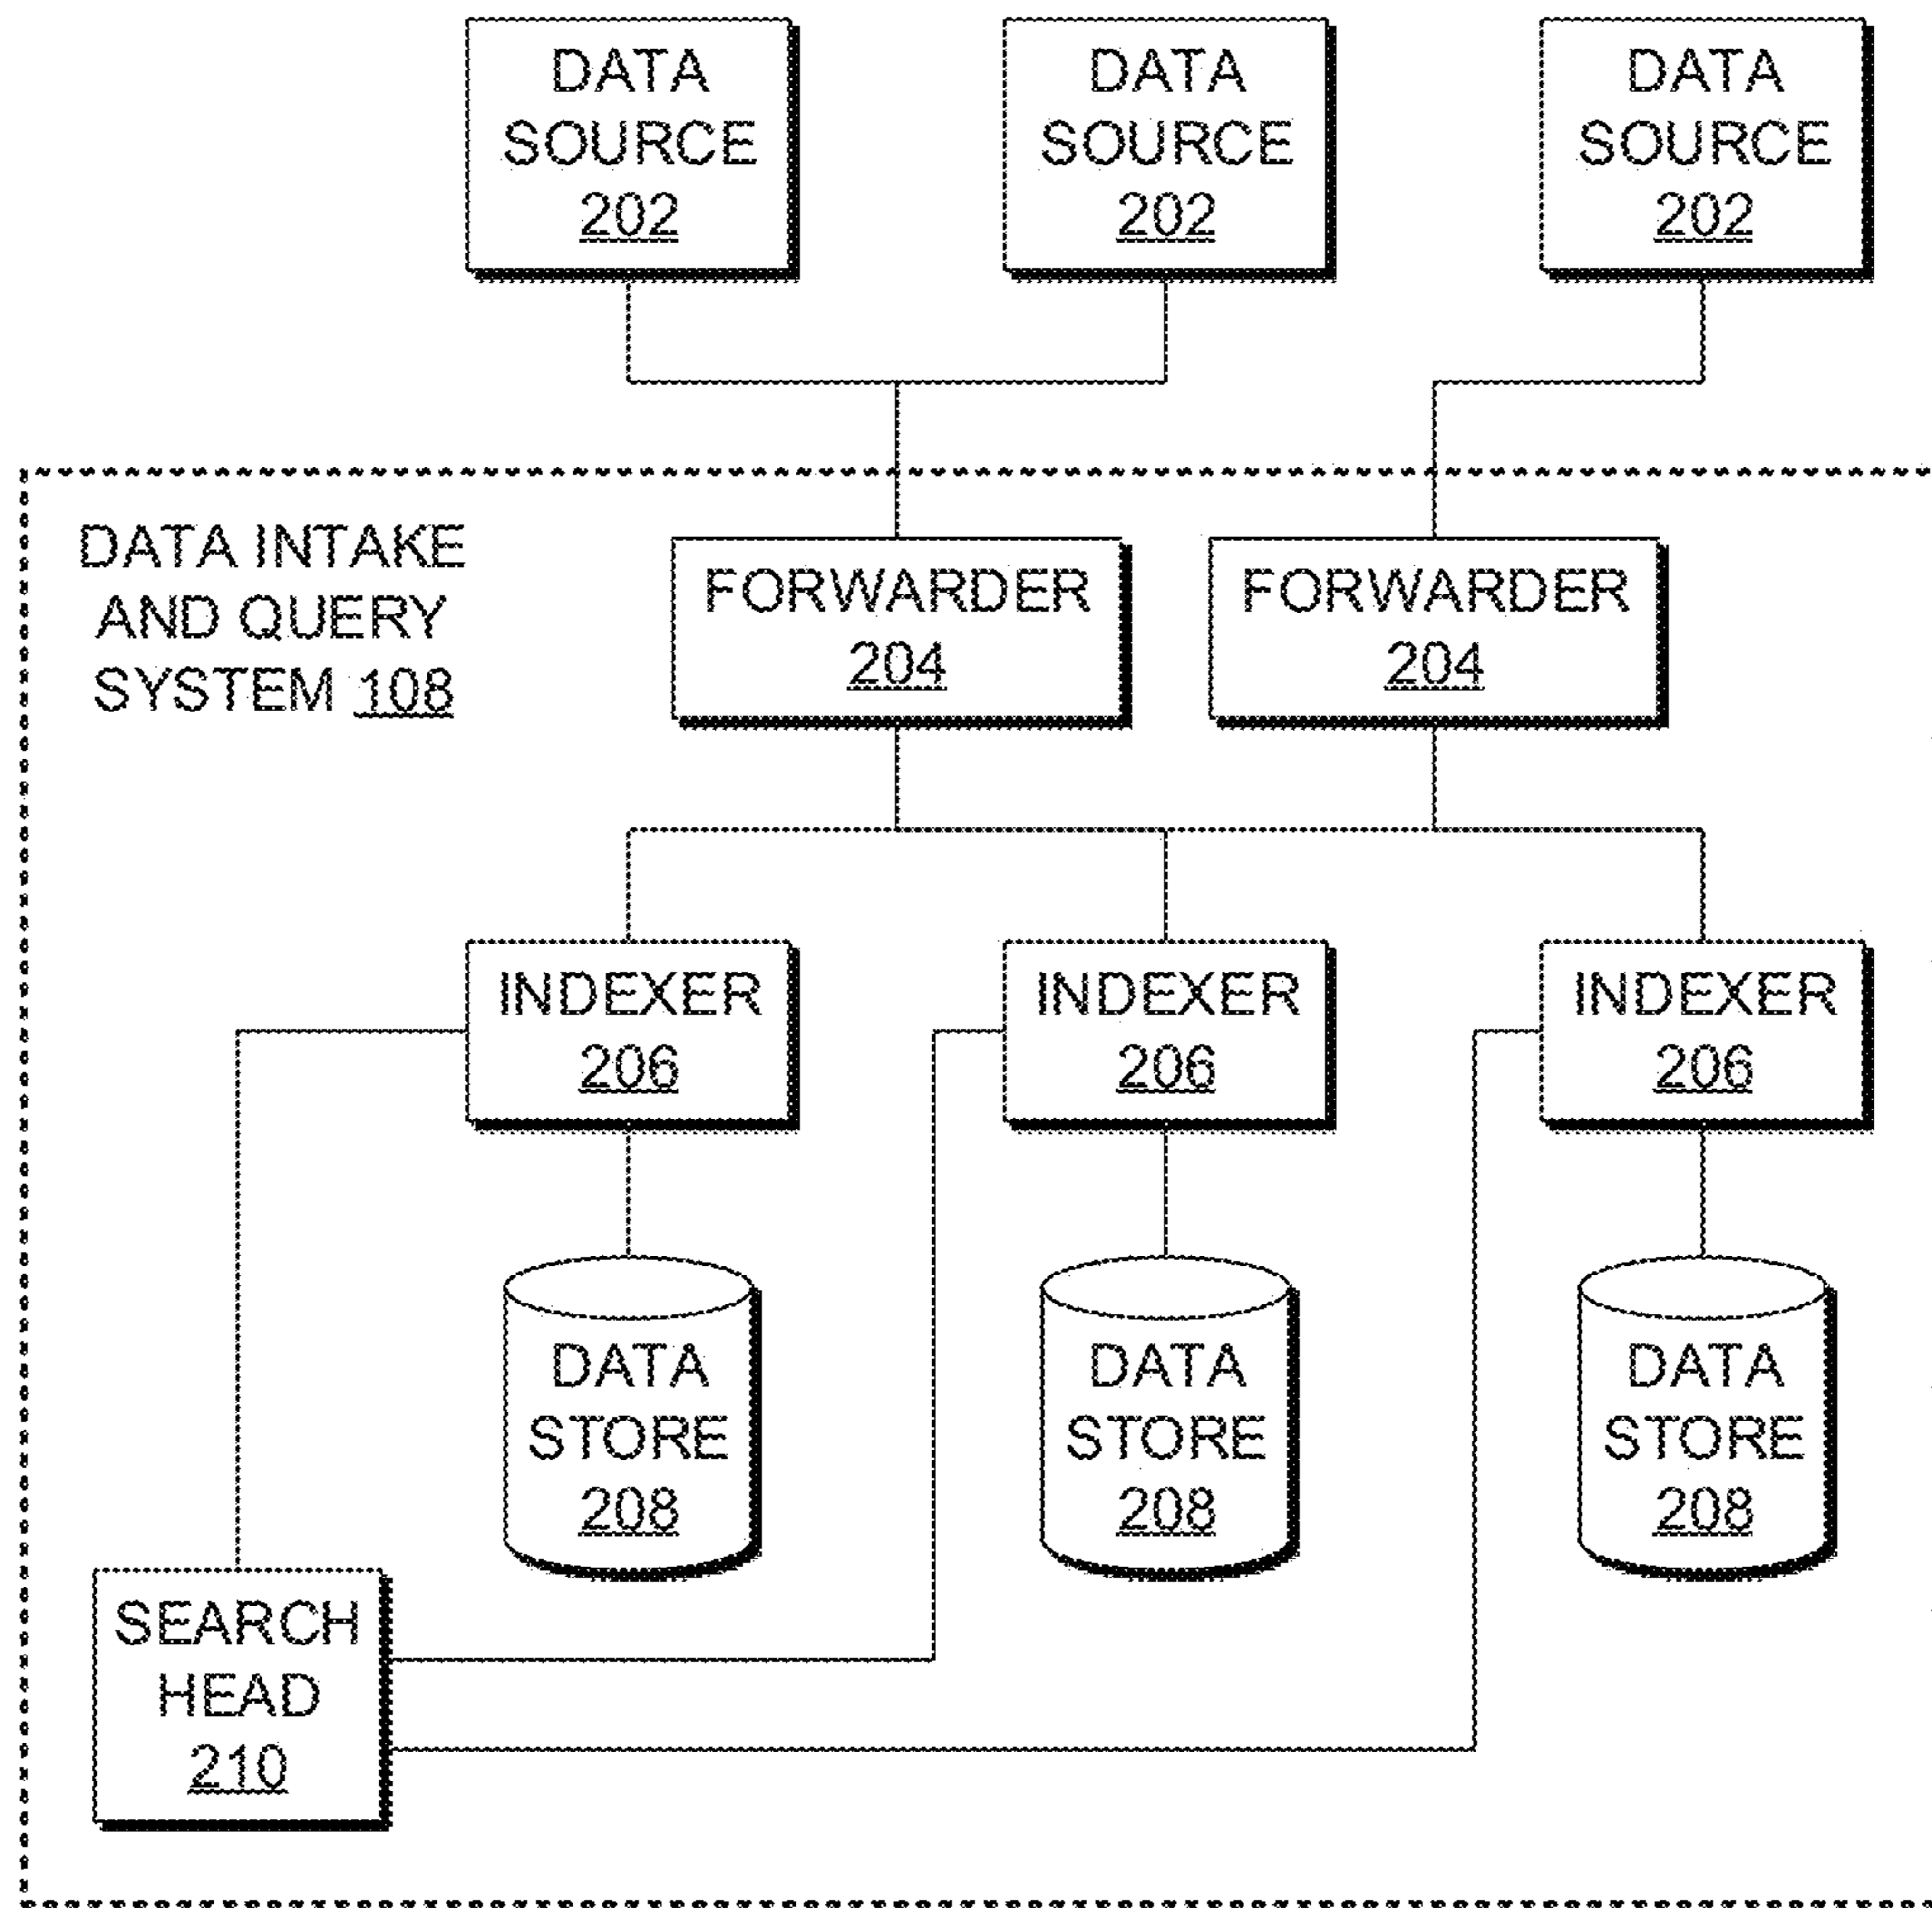 DATA
SOURCE
202
DATA
SOURCE
202
DATA
SOURCE
202
DATA INTAKE
AND QUERY
SYSTEM 108
FORWARDER
204
FORWARDER
204
INDEXER
206
INDEXER
206
INDEXER
206
DATA
STORE
208
DATA
STORE
208
DATA
STORE
208
SEARCH
HEAD
210